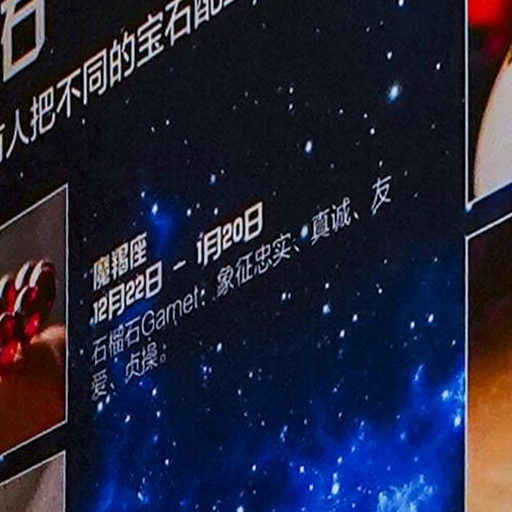 石
人把不同的宝石配
魔羯座
12月22日 - 1月20日
石榴石Garnet：象征忠实、真诚、友
爱、贞操。